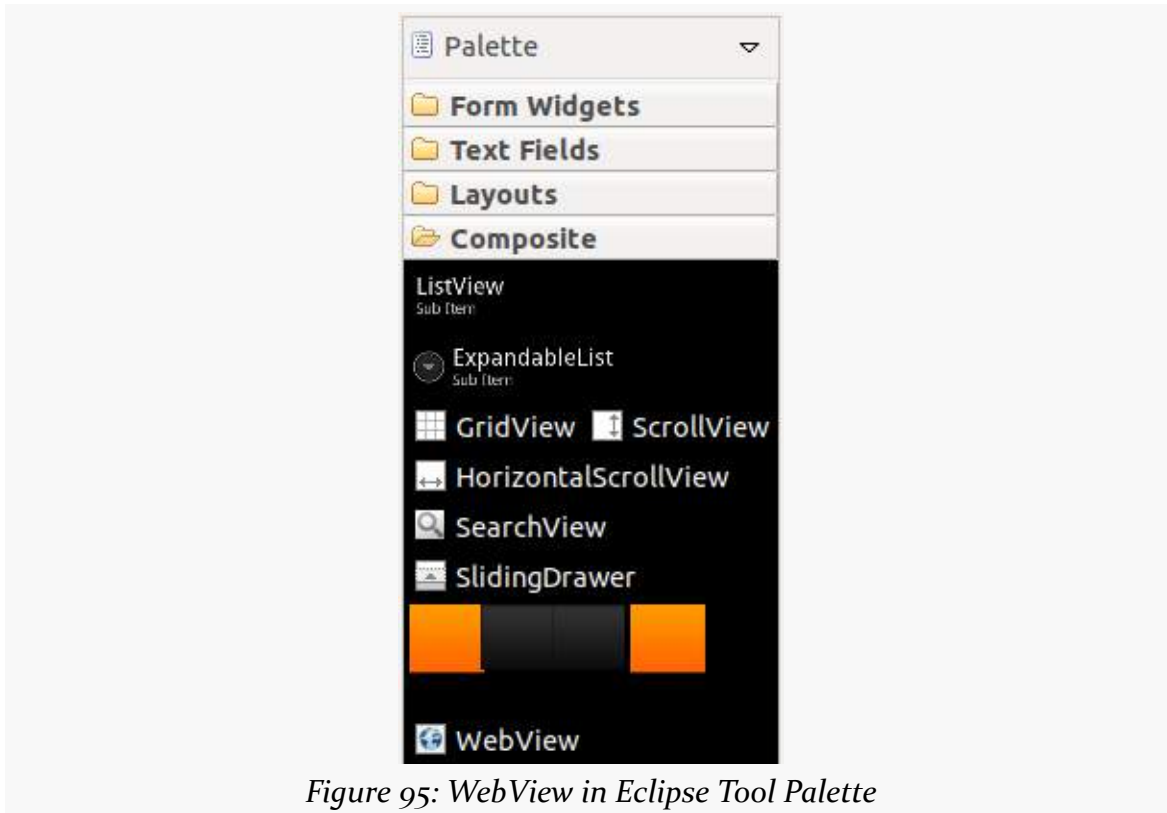 Palette
Form Widgets
Text Fields
Layouts
Composite
ListView
Sub Item
ExpandableList
Sub Item
GridView ScrollView
HorizontalScrollView
SearchView
SlidingDrawer
WebView
Figure 95: WebView in Eclipse Tool Palette